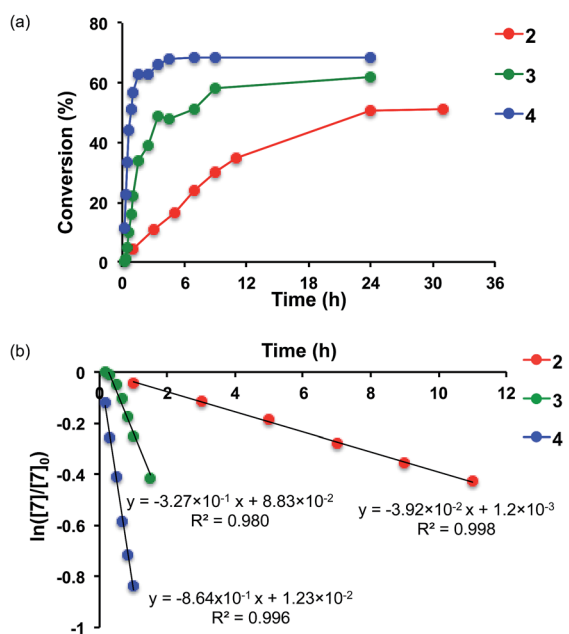 (a)
80
60
40
20
0
Conversion (%)
0 6 12 18 24 30 36
Time (h)
2
3
4
(b)
Time (h)
0 2 4 6 8 10 12
0
-0.2
-0.4
-0.6
-0.8
-1
ln([7]/[7]₀)
2
3
4
y = -3.27×10⁻¹ x + 8.83×10⁻²
R² = 0.980
y = -3.92×10⁻² x + 1.2×10⁻³
R² = 0.998
y = -8.64x10⁻¹ x + 1.23×10⁻²
R² = 0.996